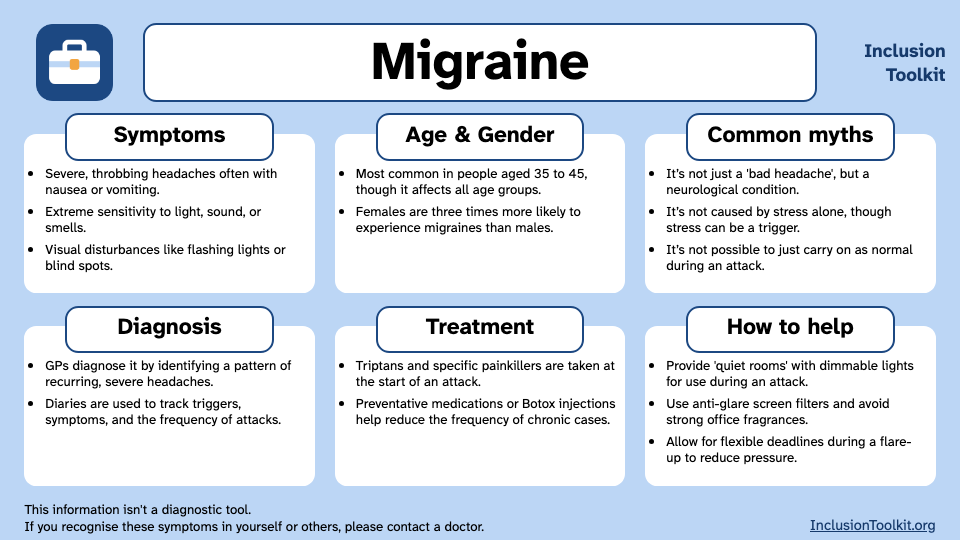 Migraine
Inclusion
Toolkit
Symptoms
• Severe, throbbing headaches often with
nausea or vomiting.
• Extreme sensitivity to light, sound, or
smells.
• Visual disturbances like flashing lights or
blind spots.
Age & Gender
• Most common in people aged 35 to 45,
though it affects all age groups.
• Females are three times more likely to
experience migraines than males.
Common myths
• It’s not just a 'bad headache', but a
neurological condition.
• It’s not caused by stress alone, though
stress can be a trigger.
• It’s not possible to just carry on as normal
during an attack.
Diagnosis
• GPs diagnose it by identifying a pattern of
recurring, severe headaches.
• Diaries are used to track triggers,
symptoms, and the frequency of attacks.
Treatment
• Triptans and specific painkillers are taken at
the start of an attack.
• Preventative medications or Botox injections
help reduce the frequency of chronic cases.
How to help
• Provide 'quiet rooms' with dimmable lights
for use during an attack.
• Use anti-glare screen filters and avoid
strong office fragrances.
• Allow for flexible deadlines during a flare-
up to reduce pressure.
This information isn't a diagnostic tool.
If you recognise these symptoms in yourself or others, please contact a doctor.
InclusionToolkit.org